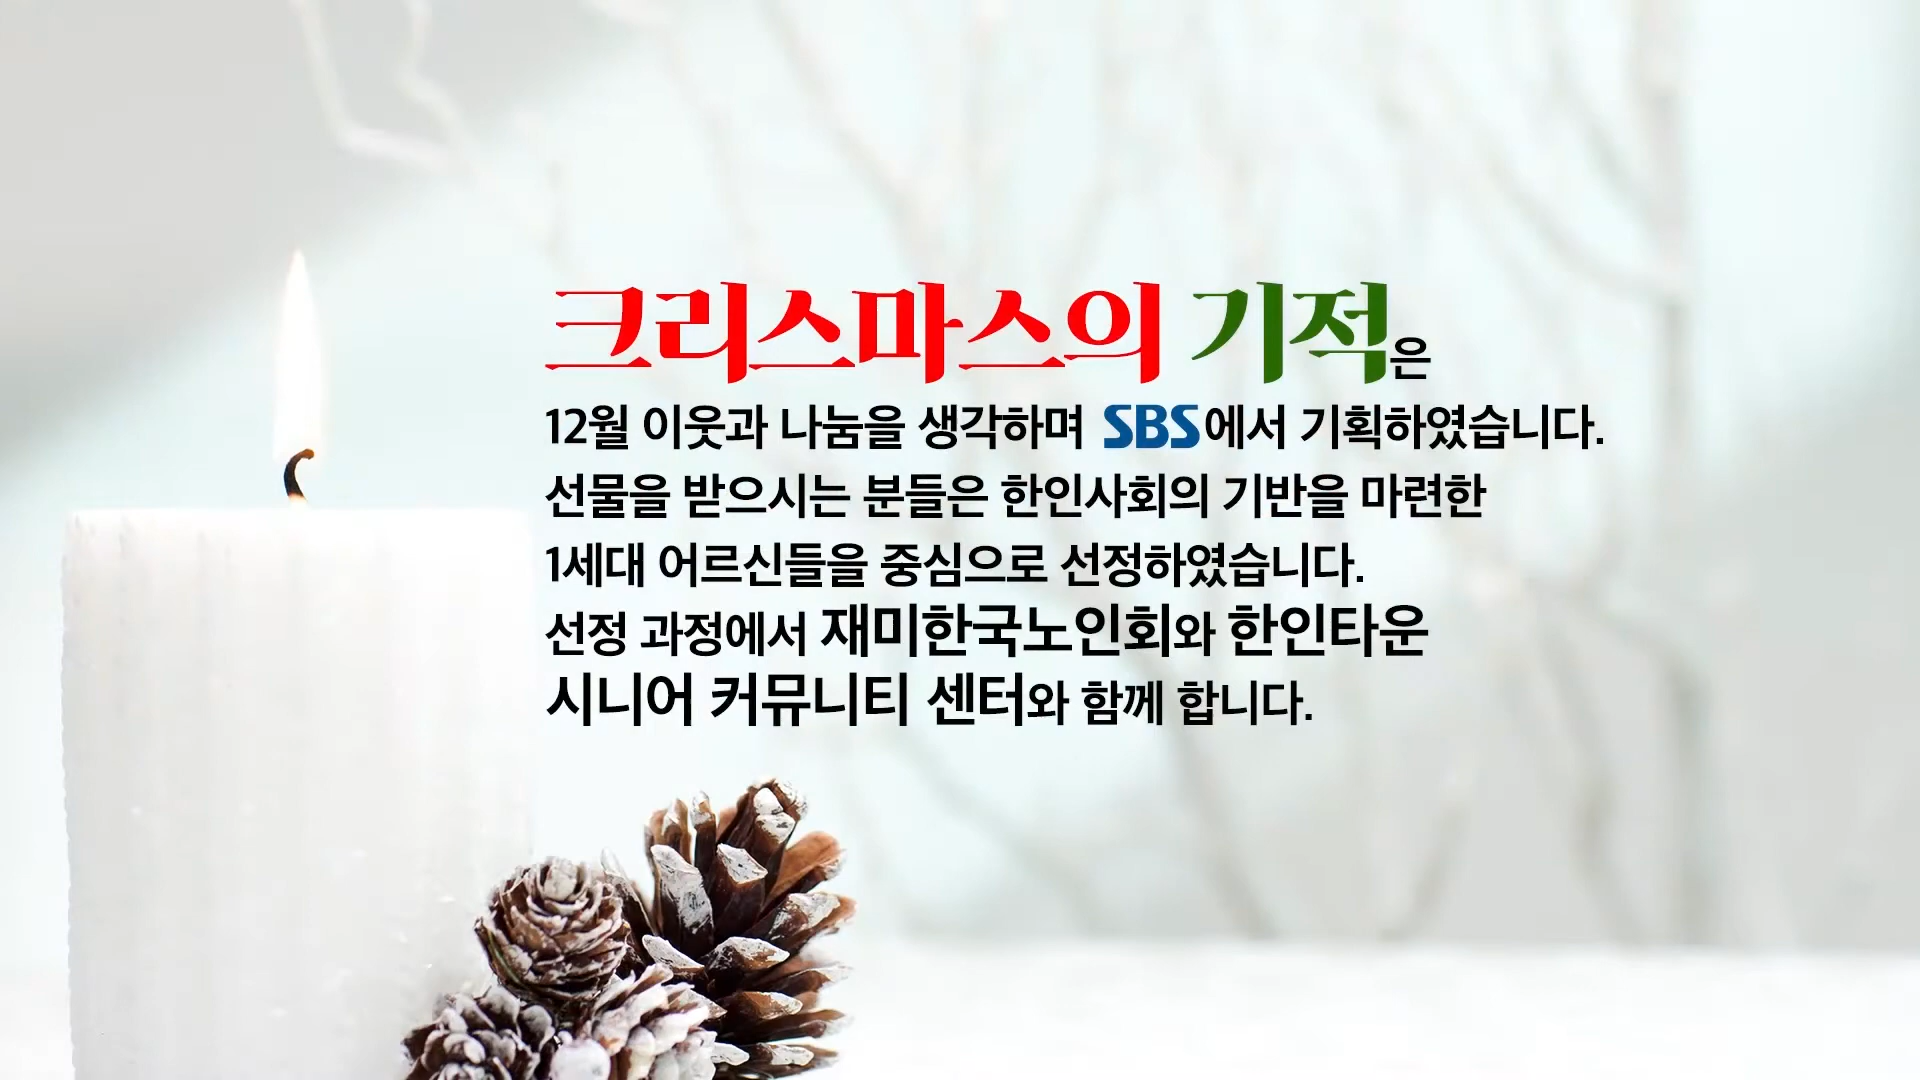 크리스마스의 기적은
12월 이웃과 나눔을 생각하며 SBS에서 기획하였습니다.
선물을 받으시는 분들은 한인사회의 기반을 마련한
1세대 어르신들을 중심으로 선정하였습니다.
선정 과정에서 재미한국노인회와 한인타운
시니어 커뮤니티 센터와 함께 합니다.